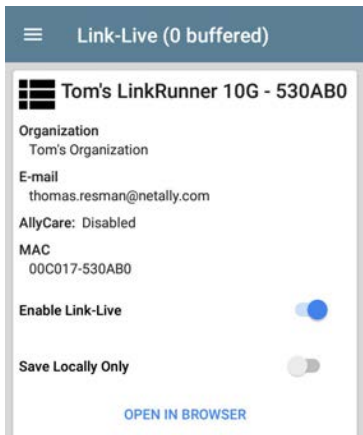 Link-Live (0 buffered)
Tom's LinkRunner 10G - 530AB0
Organization
Tom's Organization
E-mail
thomas.resman@netally.com
AllyCare: Disabled
MAC
00C017-530AB0
Enable Link-Live
Save Locally Only
OPEN IN BROWSER